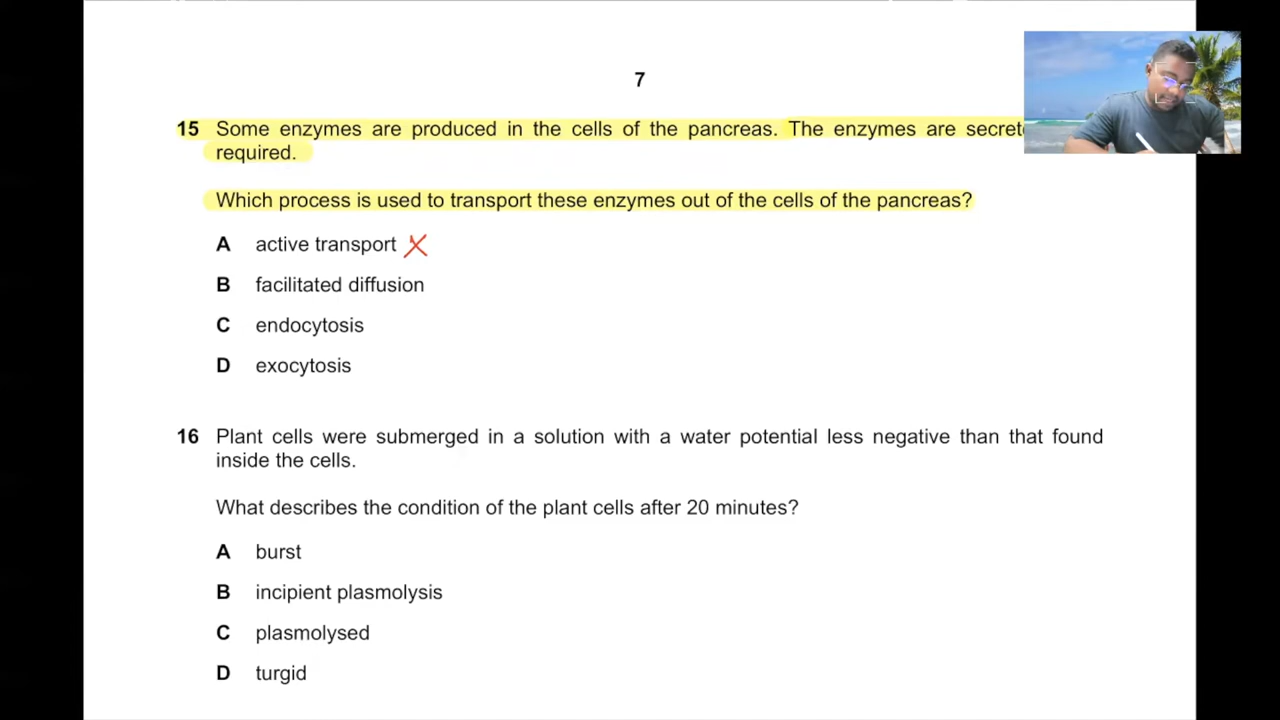 7
15 Some enzymes are produced in the cells of the pancreas. The enzymes are
required.
Which process is used to transport these enzymes out of the cells of the pancreas?
A active transport
B facilitated diffusion
C endocytosis
D exocytosis
16 Plant cells were submerged in a solution with a water potential less negative than that found
inside the cells.
What describes the condition of the plant cells after 20 minutes?
A burst
B incipient plasmolysis
C plasmolysed
D turgid